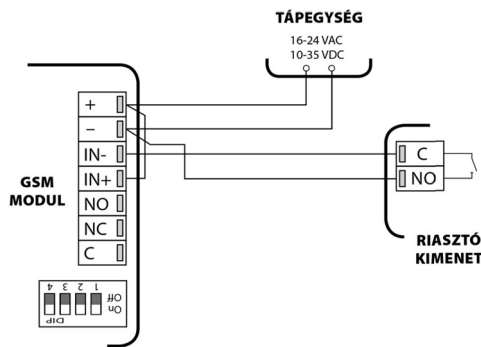 TÁPEGYSÉG
16-24 VAC
10-35 VDC
+
–
IN-
IN+
NO
NC
C
GSM
MODUL
C
NO
RIASZTÓ
KIMENET
1 2 3 4
Off
On
DIP